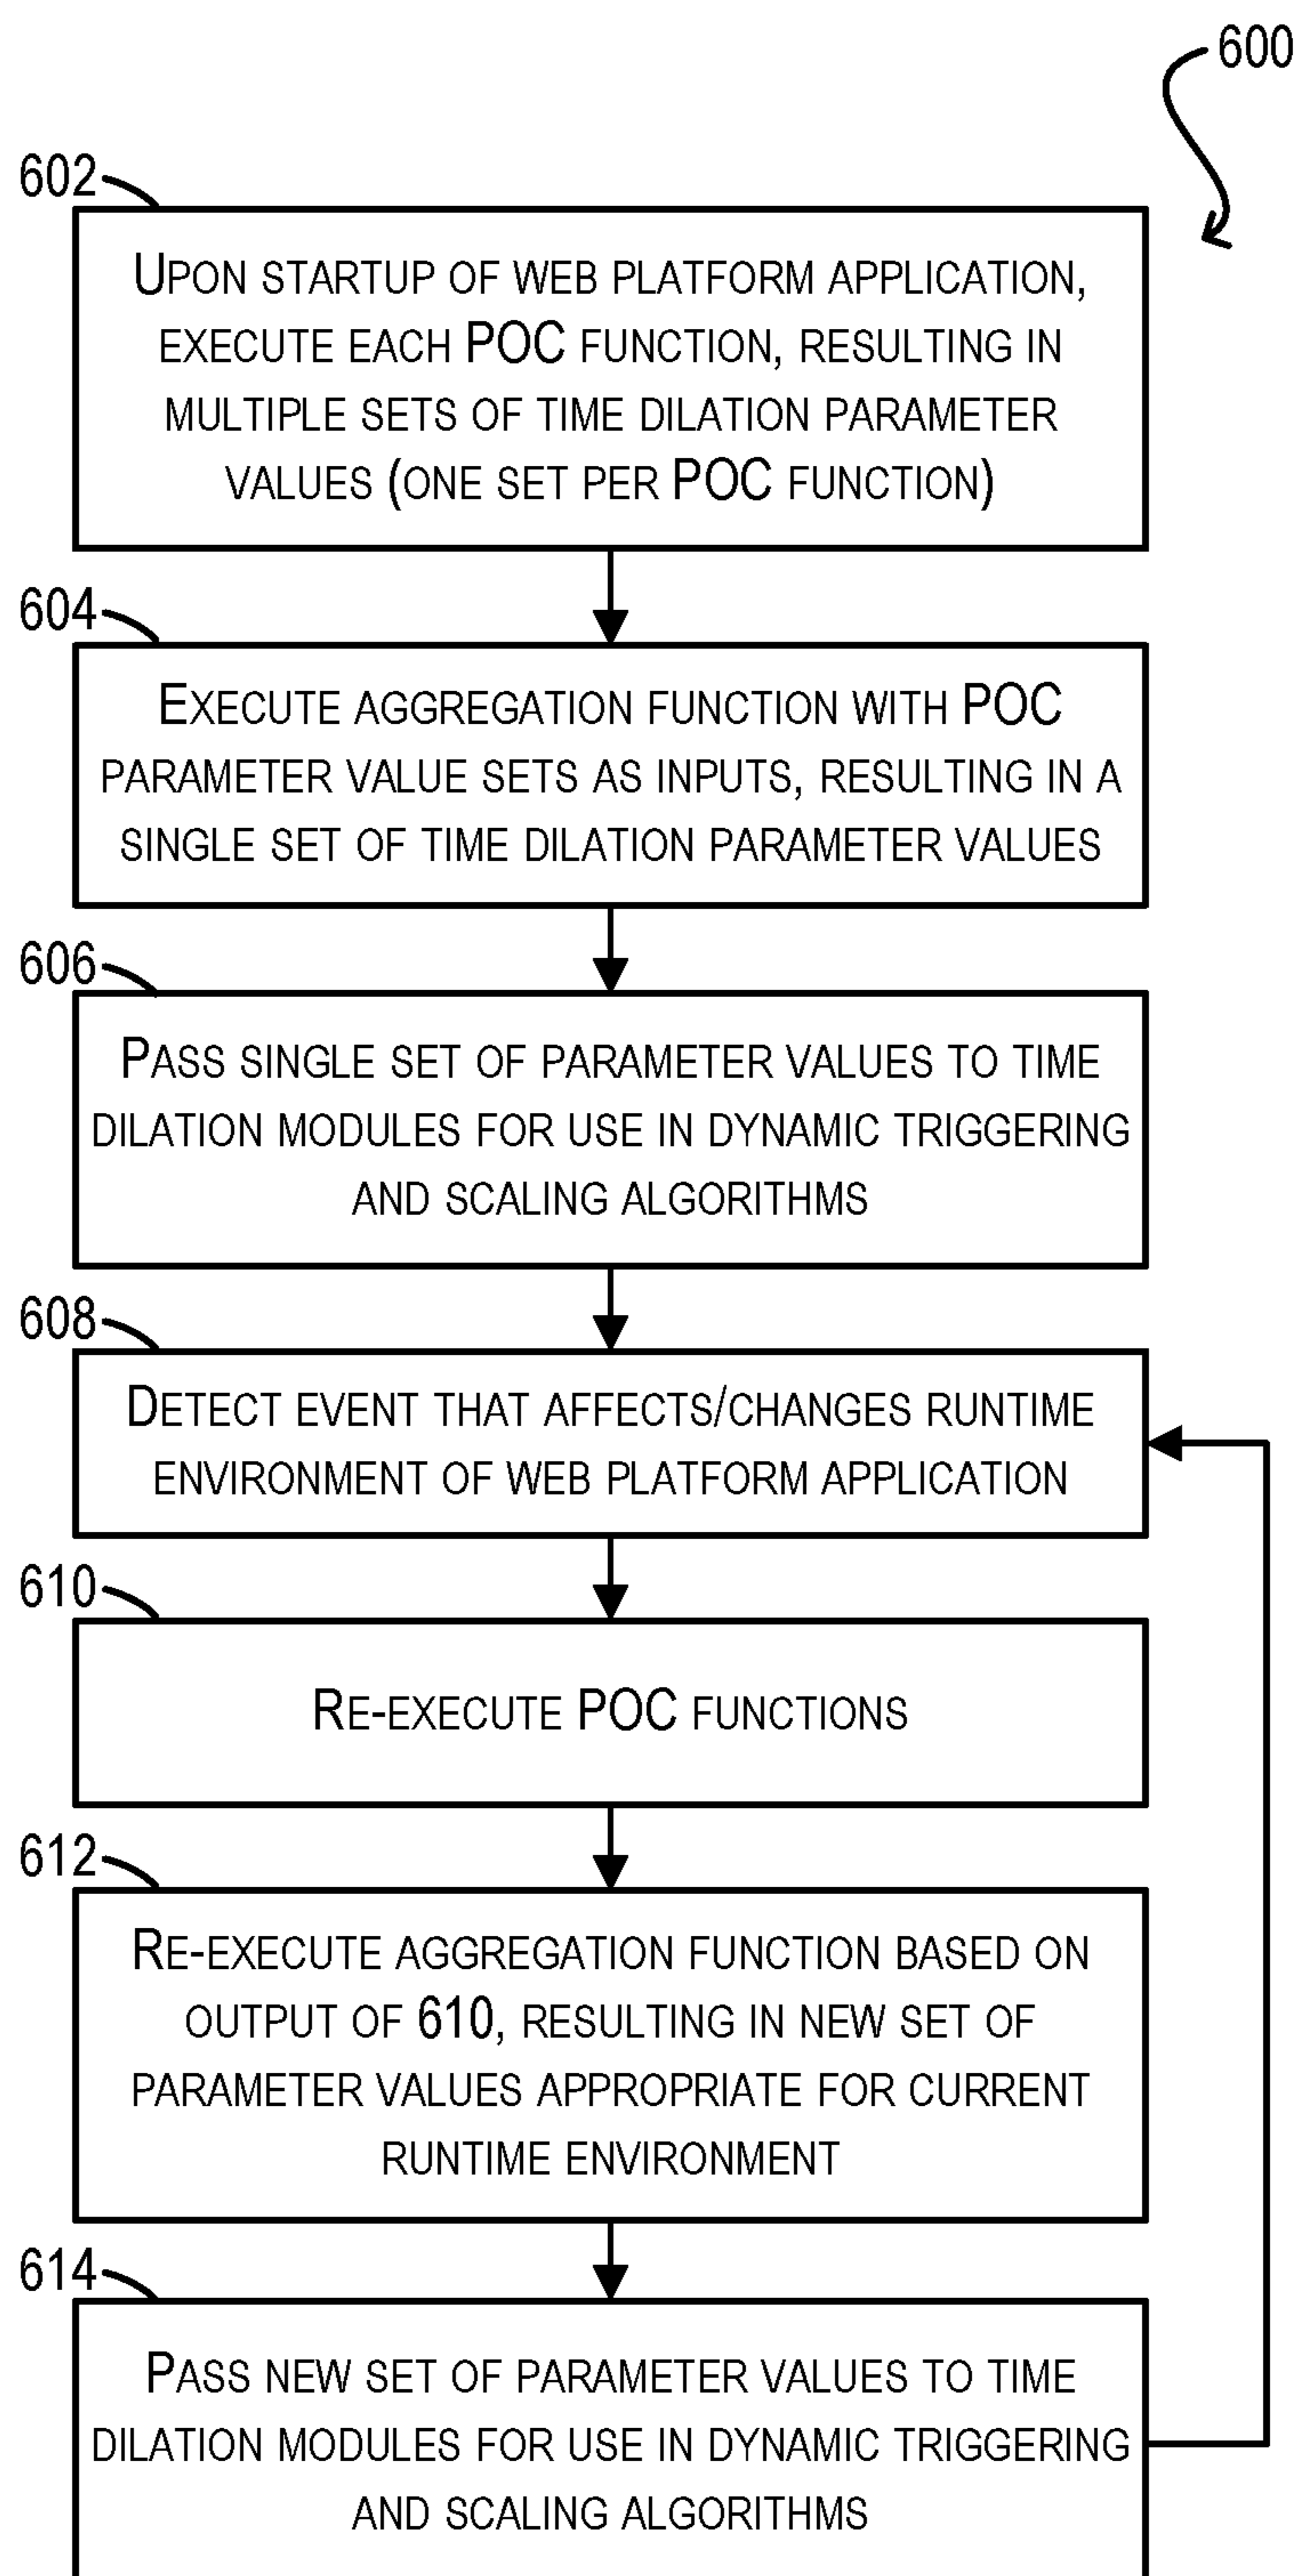 600
602
Upon startup of web platform application,
execute each POC function, resulting in
multiple sets of time dilation parameter
values (one set per POC function)
604
Execute aggregation function with POC
parameter value sets as inputs, resulting in a
single set of time dilation parameter values
606
Pass single set of parameter values to time
dilation modules for use in dynamic triggering
and scaling algorithms
608
Detect event that affects/changes runtime
environment of web platform application
610
Re-execute POC functions
612
Re-execute aggregation function based on
output of 610, resulting in new set of
parameter values appropriate for current
runtime environment
614
Pass new set of parameter values to time
dilation modules for use in dynamic triggering
and scaling algorithms